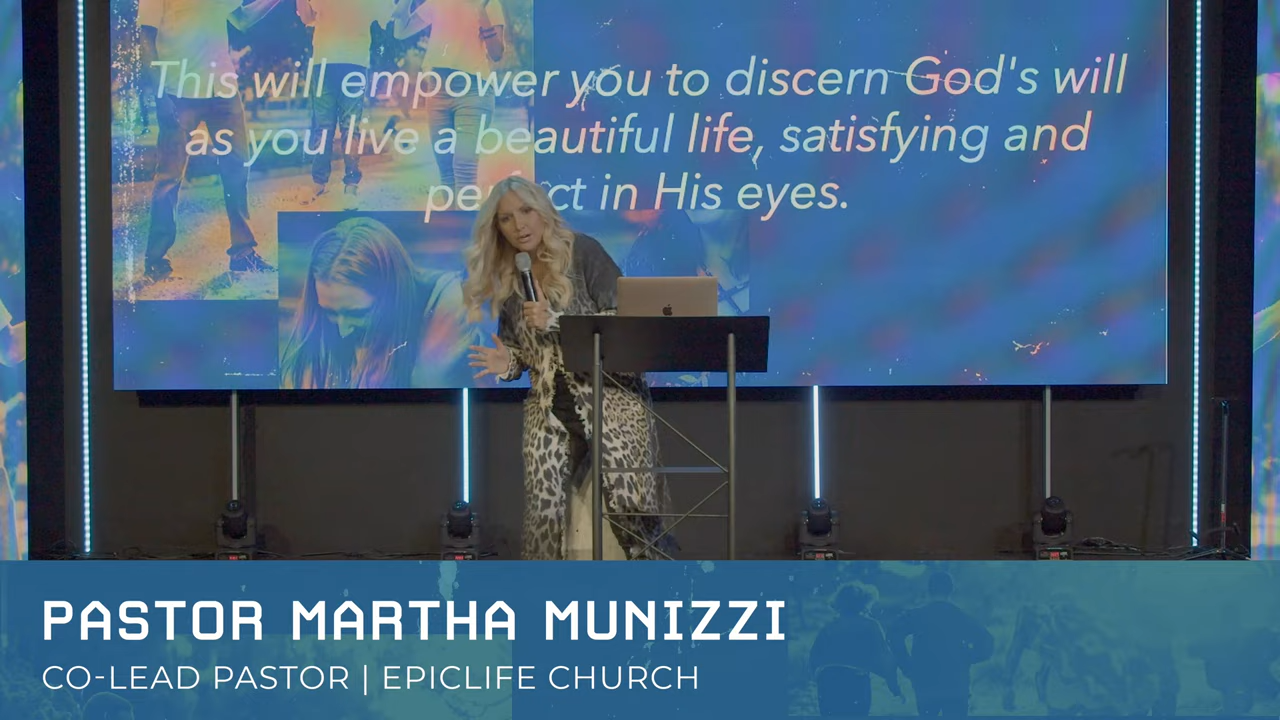 This will empower you to discern God's will
as you live a beautiful life, satisfying and
perfect in His eyes.
PASTOR MARTHA MUNIZZI
CO-LEAD PASTOR | EPICLIFE CHURCH